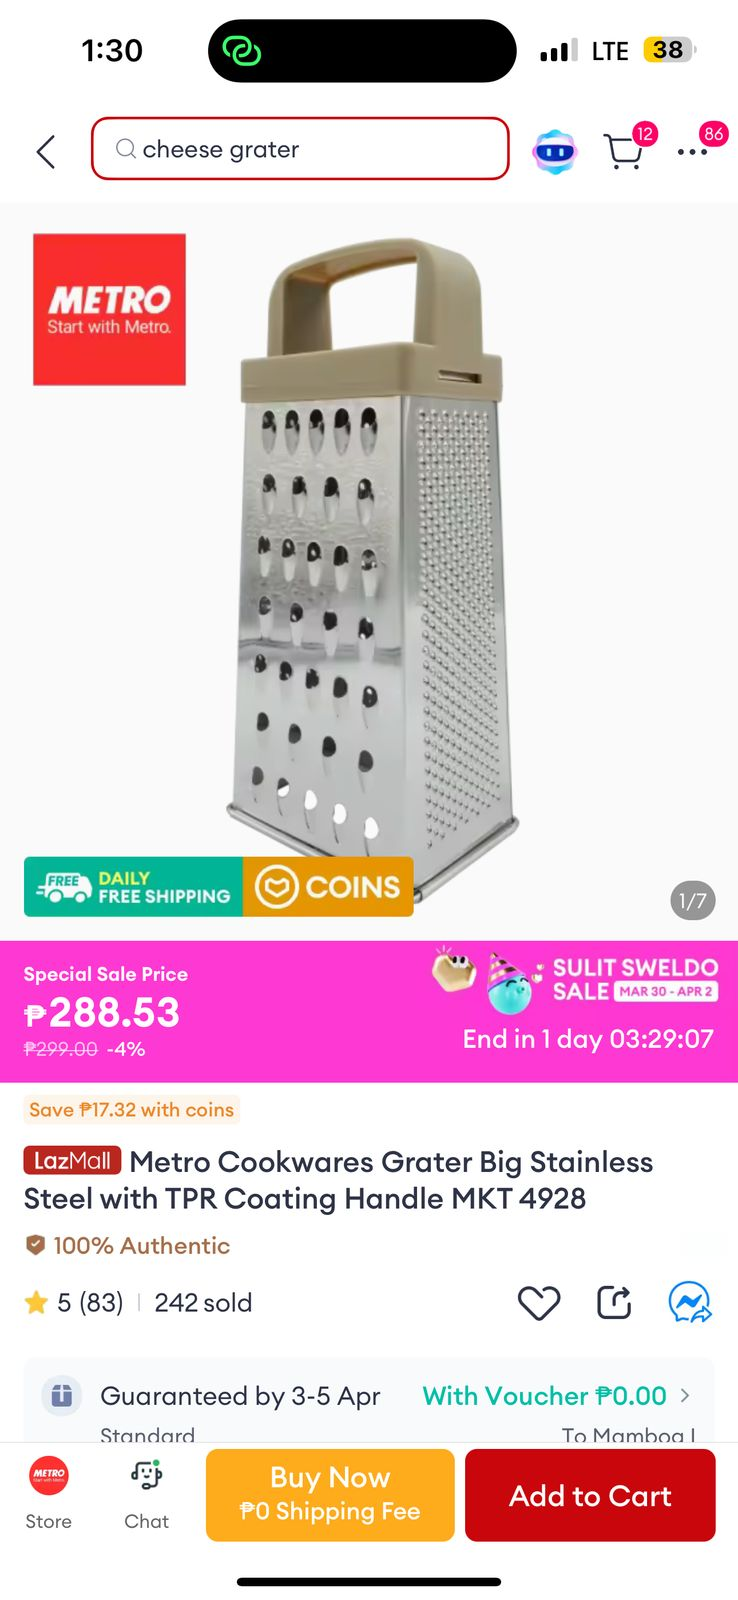 1:30
LTE
38
cheese grater
12
86
METRO
Start with Metro.
FREE
DAILY
FREE SHIPPING
COINS
1/7
Special Sale Price
₱288.53
₱299.00 -4%
SULIT SWELDO
SALE MAR 30 - APR 2
End in 1 day 03:29:07
Save ₱17.32 with coins
LazMall Metro Cookwares Grater Big Stainless
Steel with TPR Coating Handle MKT 4928
100% Authentic
5 (83) 242 sold
Guaranteed by 3-5 Apr
With Voucher ₱0.00
Standard
METRO
Store
Chat
Buy Now
₱0 Shipping Fee
Add to Cart